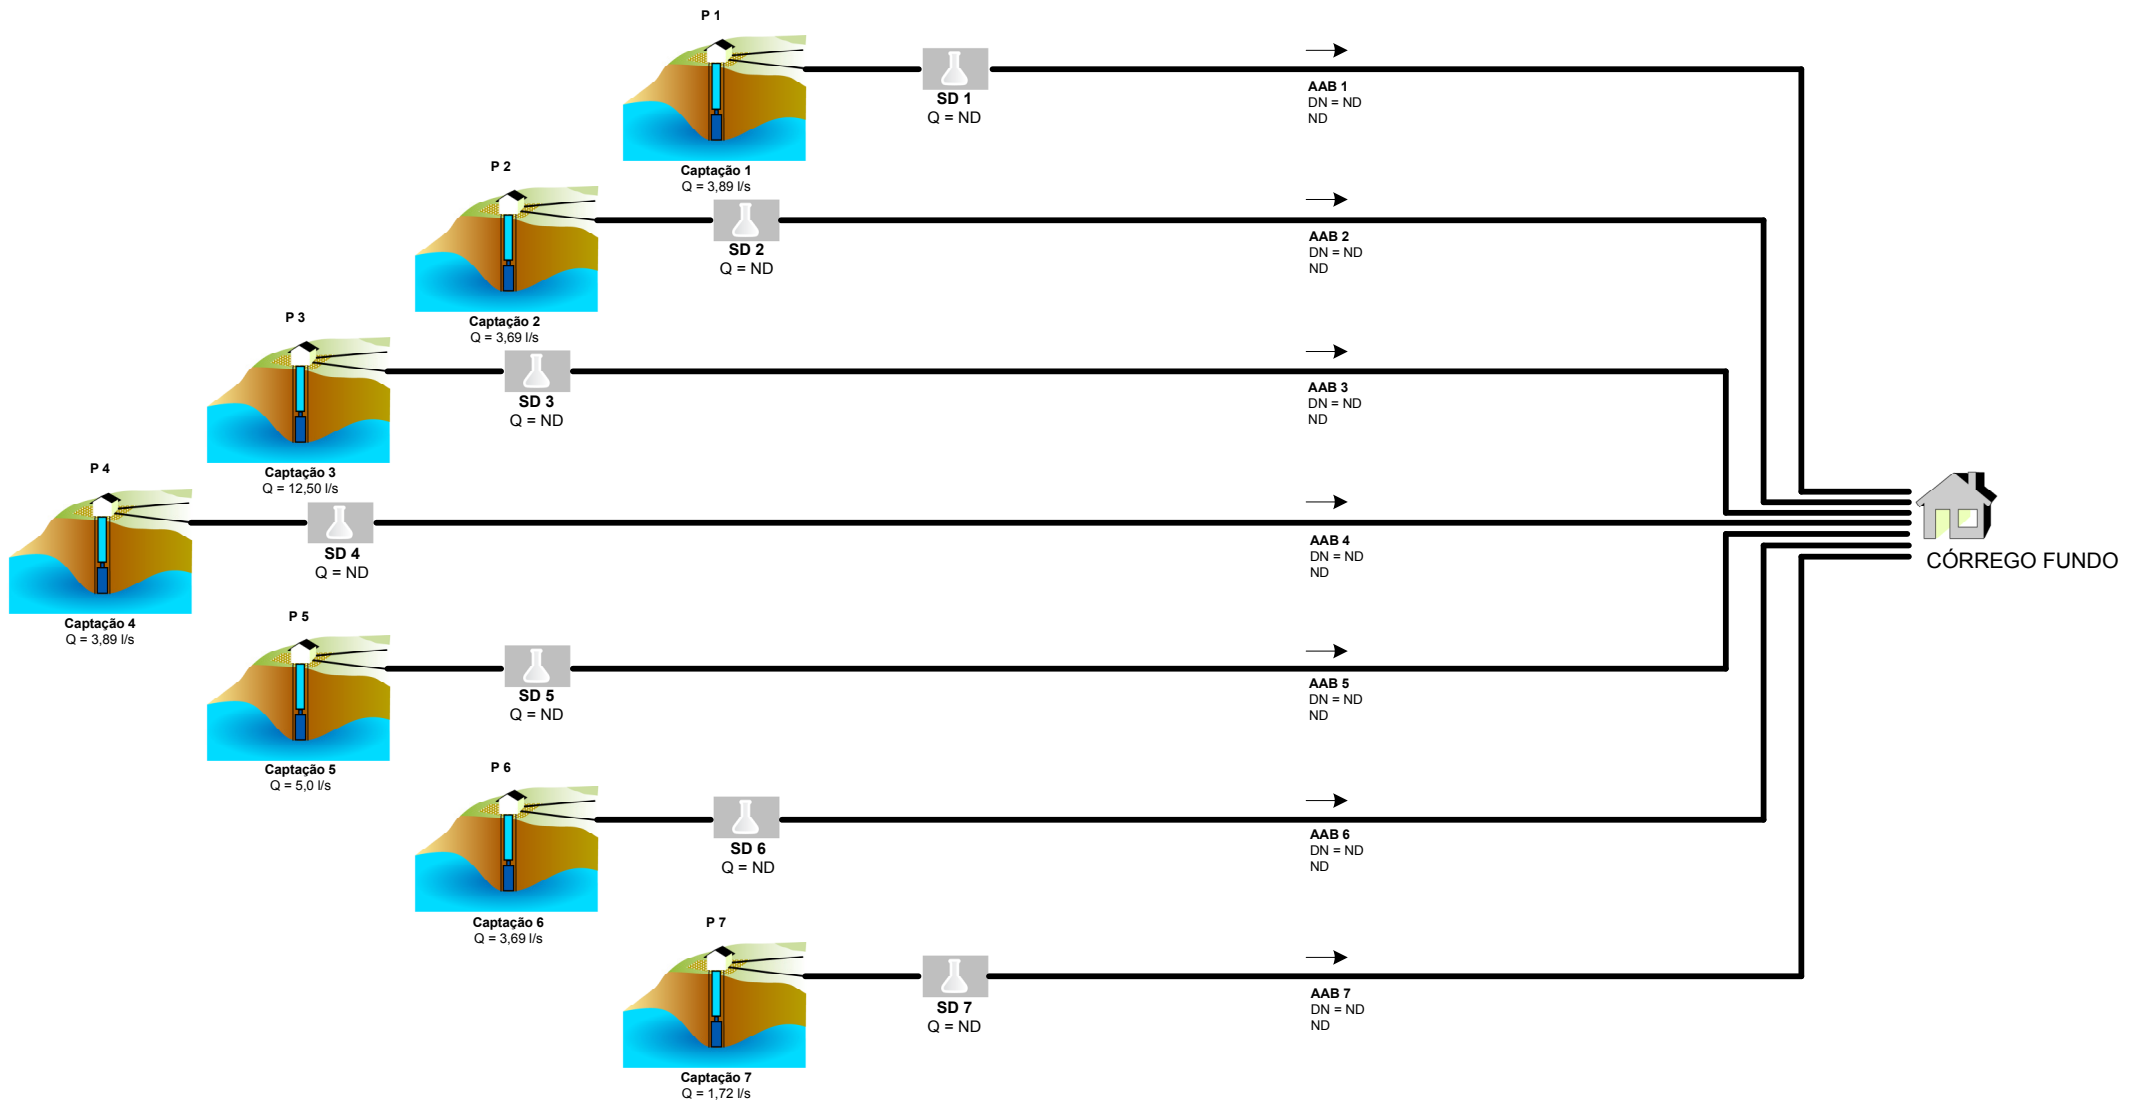 P 1
SD 1
Q = ND
AAB 1
DN = ND
ND
Captação 1
Q = 3,89 l/s
P 2
SD 2
Q = ND
AAB 2
DN = ND
ND
Captação 2
Q = 3,69 l/s
P 3
SD 3
Q = ND
AAB 3
DN = ND
ND
Captação 3
Q = 12,50 l/s
P 4
SD 4
Q = ND
AAB 4
DN = ND
ND
CÓRREGO FUNDO
Captação 4
Q = 3,89 l/s
P 5
SD 5
Q = ND
AAB 5
DN = ND
ND
Captação 5
Q = 5,0 l/s
P 6
SD 6
Q = ND
AAB 6
DN = ND
ND
Captação 6
Q = 3,69 l/s
P 7
SD 7
Q = ND
AAB 7
DN = ND
ND
Captação 7
Q = 1,72 l/s